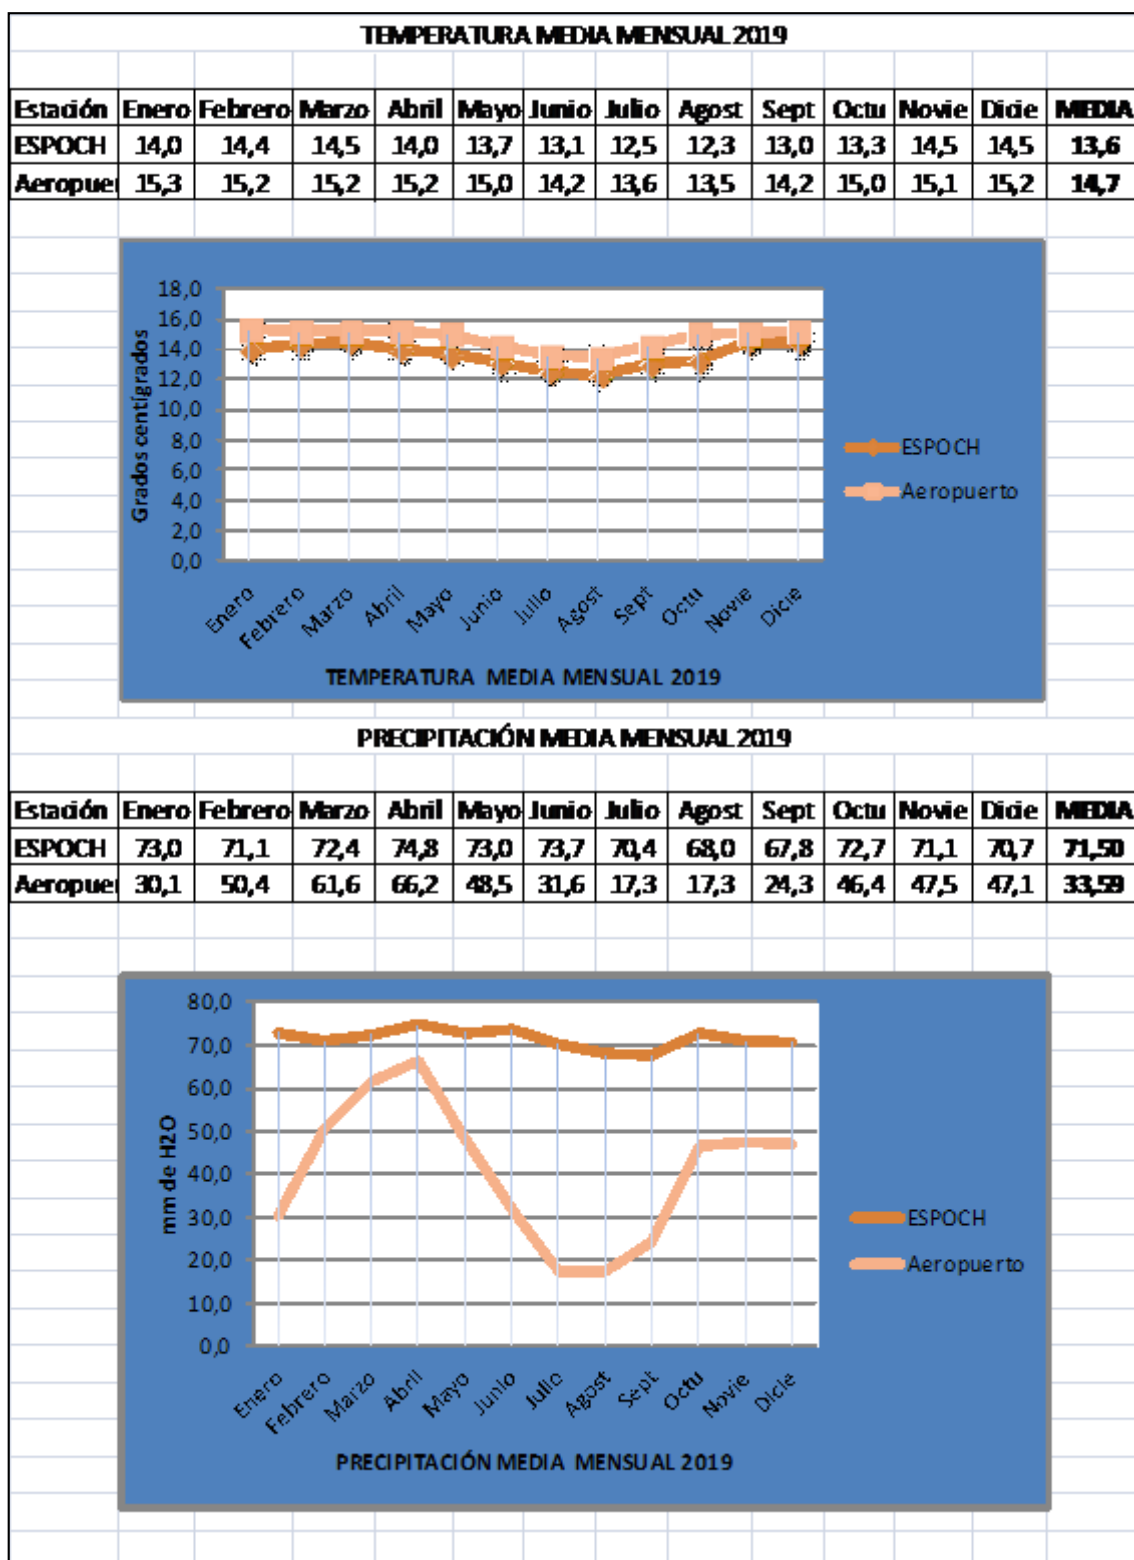 TEMPERATURA MEDIA MENSUAL 2019
Estación Enero Febrero Marzo Abril Mayo Junio Julio Agost Sept Octu Novie Dicie MEDIA
ESPOCH 14,0 14,4 14,5 14,0 13,7 13,1 12,5 12,3 13,0 13,3 14,5 14,5 13,6
Aeropuer 15,3 15,2 15,2 15,2 15,0 14,2 13,6 13,5 14,2 15,0 15,1 15,2 14,7
18,0
16,0
14,0
12,0
10,0
8,0
6,0
4,0
2,0
0,0
Grados centígrados
ESPOCH
Aeropuerto
Enero Febrero Marzo Abril Mayo Junio Julio Agost Sept Octu Novie Dicie
TEMPERATURA MEDIA MENSUAL 2019
PRECIPITACIÓN MEDIA MENSUAL 2019
Estación Enero Febrero Marzo Abril Mayo Junio Julio Agost Sept Octu Novie Dicie MEDIA
ESPOCH 73,0 71,1 72,4 74,8 73,0 73,7 70,4 68,0 67,8 72,7 71,1 70,7 71,50
Aeropuer 30,1 50,4 61,6 66,2 48,5 31,6 17,3 17,3 24,3 46,4 47,5 47,1 33,59
80,0
70,0
60,0
50,0
40,0
30,0
20,0
10,0
0,0
mm de H2O
ESPOCH
Aeropuerto
Enero Febrero Marzo Abril Mayo Junio Julio Agost Sept Octu Novie Dicie
PRECIPITACIÓN MEDIA MENSUAL 2019